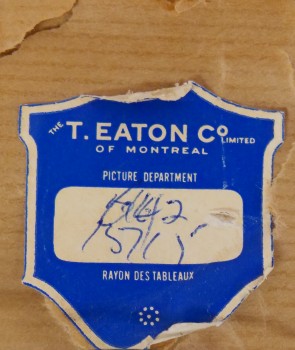 THE T. EATON Co LIMITED
OF MONTREAL
PICTURE DEPARTMENT
RAYON DES TABLEAUX